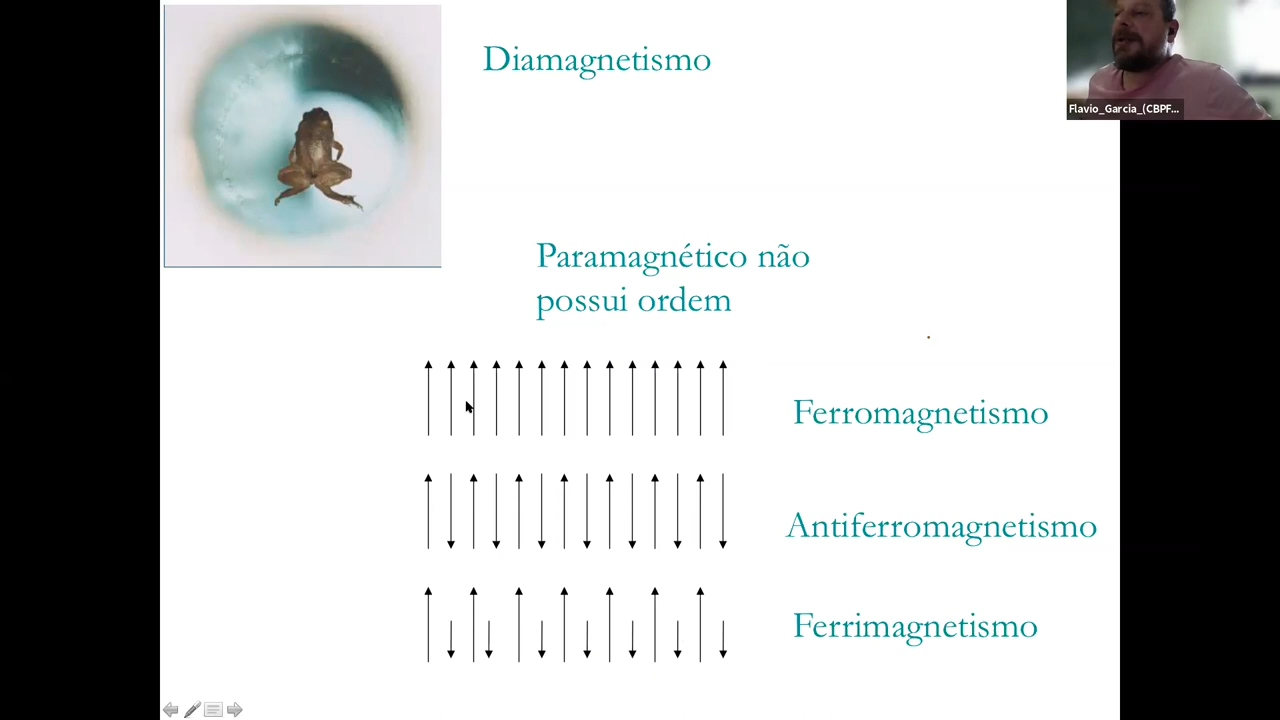 Diamagnetismo
Flavio_Garcia_(CBPF...
Paramagnético não
possui ordem
Ferromagnetismo
Antiferromagnetismo
Ferrimagnetismo